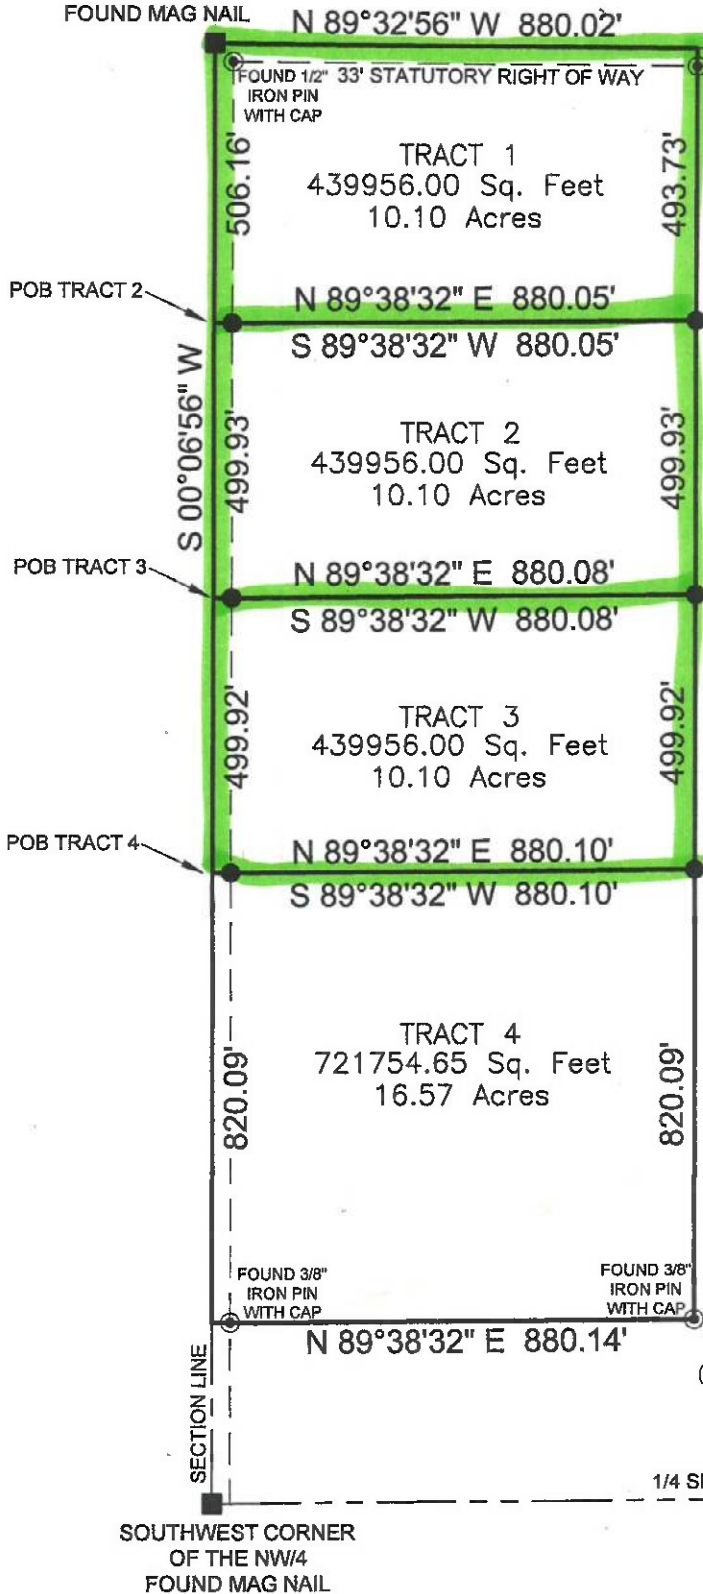 FOUND MAG NAIL
N 89°32'56" W 880.02'
FOUND 1/2" 33' STATUTORY RIGHT OF WAY
IRON PIN
WITH CAP
506.16'
TRACT 1
439956.00 Sq. Feet
10.10 Acres
493.73'
POB TRACT 2
N 89°38'32" E 880.05'
S 89°38'32" W 880.05'
S 00°06'56" W
499.93'
TRACT 2
439956.00 Sq. Feet
10.10 Acres
499.93'
POB TRACT 3
N 89°38'32" E 880.08'
S 89°38'32" W 880.08'
499.92'
TRACT 3
439956.00 Sq. Feet
10.10 Acres
499.92'
POB TRACT 4
N 89°38'32" E 880.10'
S 89°38'32" W 880.10'
820.09'
TRACT 4
721754.65 Sq. Feet
16.57 Acres
820.09'
FOUND 3/8"
IRON PIN
WITH CAP
FOUND 3/8"
IRON PIN
WITH CAP
N 89°38'32" E 880.14'
SECTION LINE
1/4
SOUTHWEST CORNER
OF THE NW/4
FOUND MAG NAIL